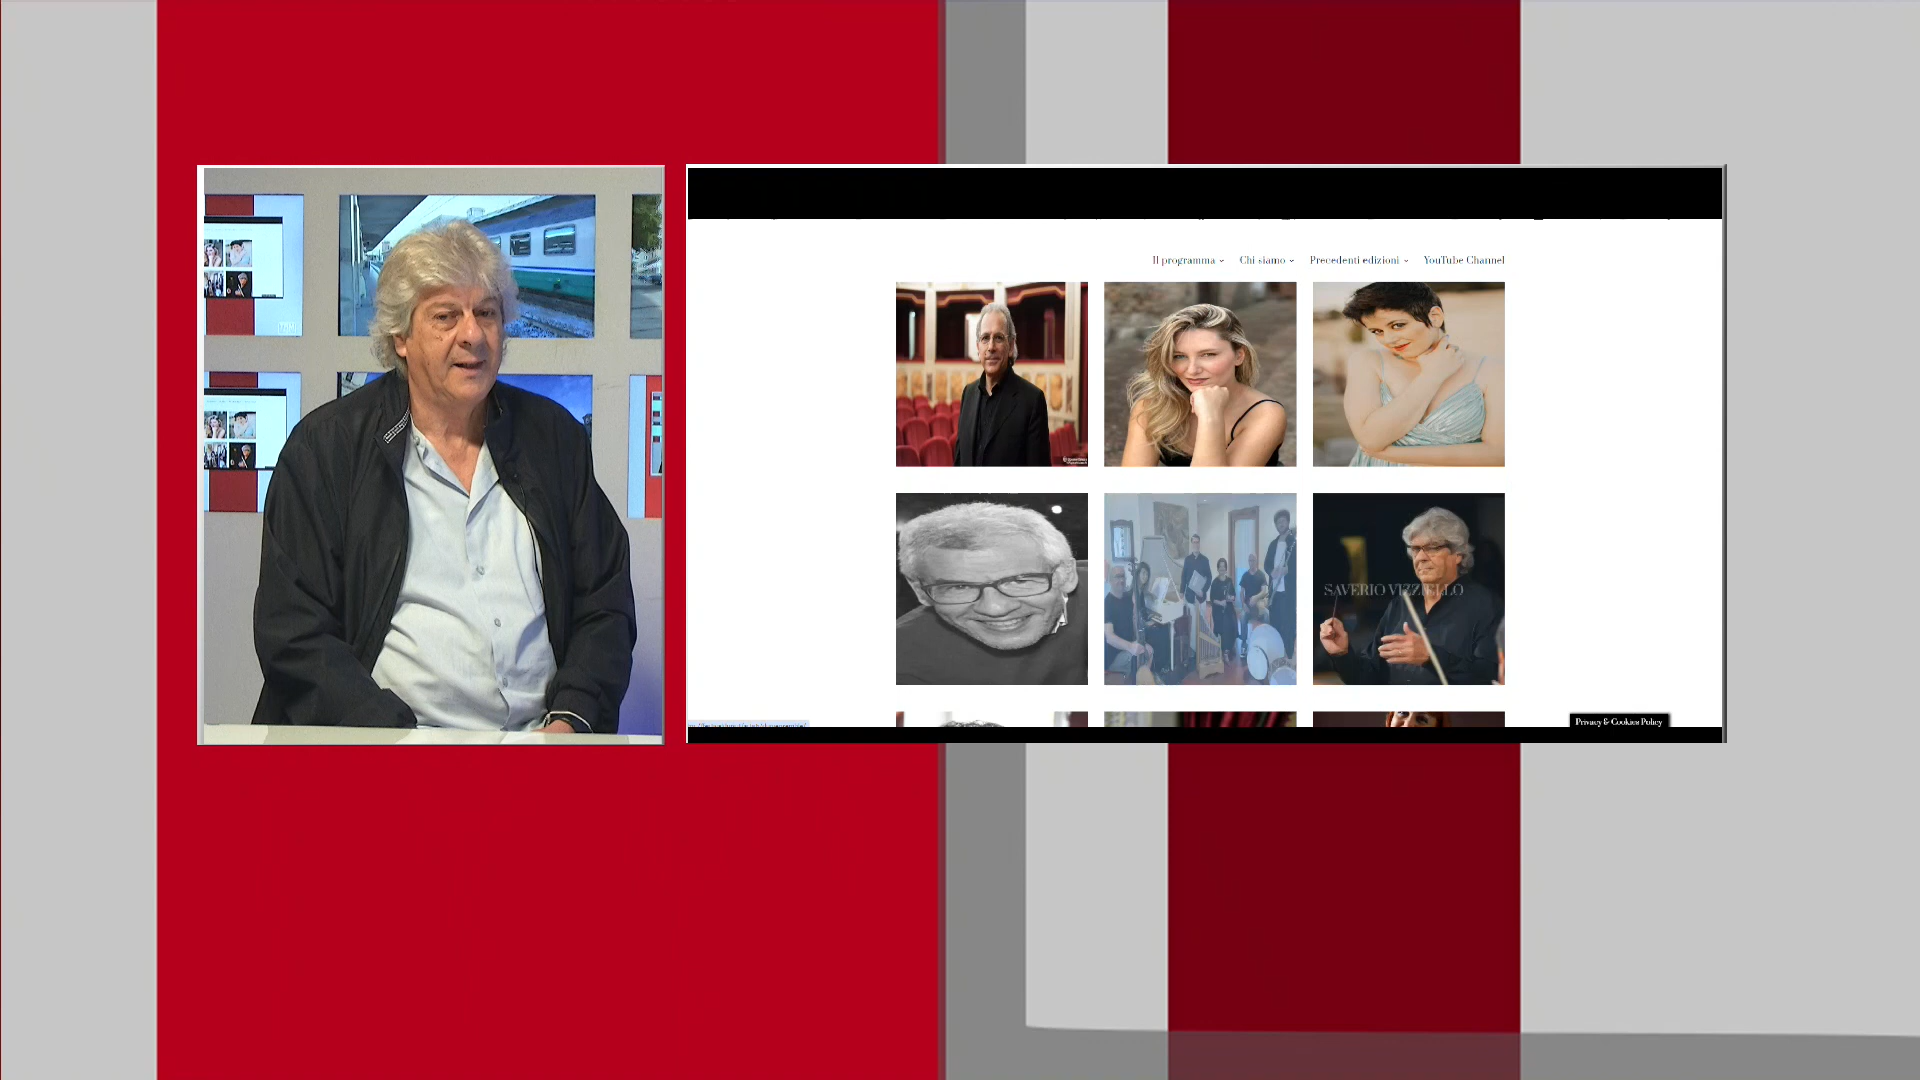 Il programma Chi siamo Precedenti edizioni YouTube Channel
SAVERIO VIZZIELLO
Privacy & Cookies Policy